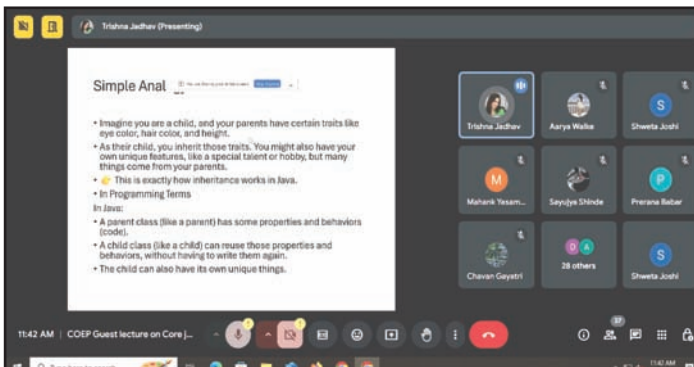 Trishna Jadhav (Presenting)
Simple Anal
• Imagine you are a child, and your parents have certain traits like
eye color, hair color, and height.
• As their child, you inherit those traits. You might also have your
own unique features, like a special talent or hobby, but many
things come from your parents.
• 👉 This is exactly how inheritance works in Java.
• In Programming Terms
In Java:
• A parent class (like a parent) has some properties and behaviors
(code).
• A child class (like a child) can reuse those properties and
behaviors, without having to write them again.
• The child can also have its own unique things.
Trishna Jadhav
Aarya Walke
S
Shweta Joshi
M
Mahank Yesam...
Sayujya Shinde
P
Prerana Babar
Chavan Gayatri
D A
28 others
S
Shweta Joshi
11:42 AM | COEP Guest lecture on Core j...
37
11:42 AM